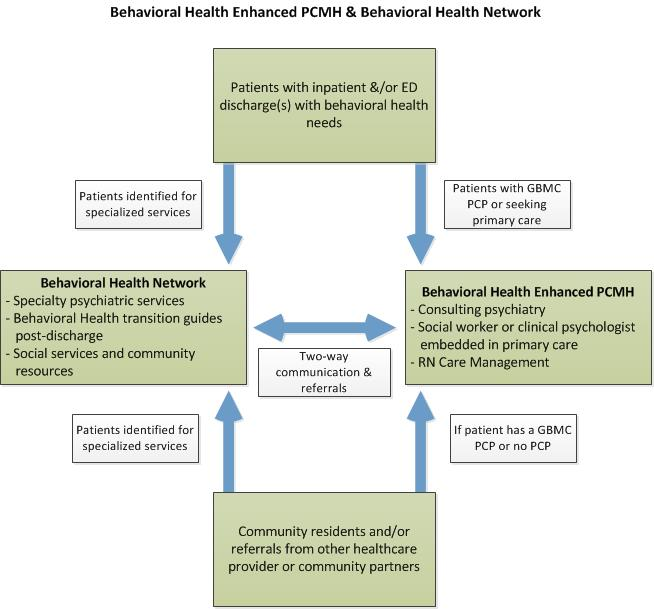 Behavioral Health Enhanced PCMH & Behavioral Health Network
Patients with inpatient &/or ED
discharge(s) with behavioral health
needs
Patients identified for
specialized services
Patients with GBMC
PCP or seeking
primary care
Behavioral Health Network
- Specialty psychiatric services
- Behavioral Health transition guides
post-discharge
- Social services and community
resources
Behavioral Health Enhanced PCMH
- Consulting psychiatry
- Social worker or clinical psychologist
embedded in primary care
- RN Care Management
Two-way
communication &
referrals
Patients identified for
specialized services
If patient has a GBMC
PCP or no PCP
Community residents and/or
referrals from other healthcare
provider or community partners